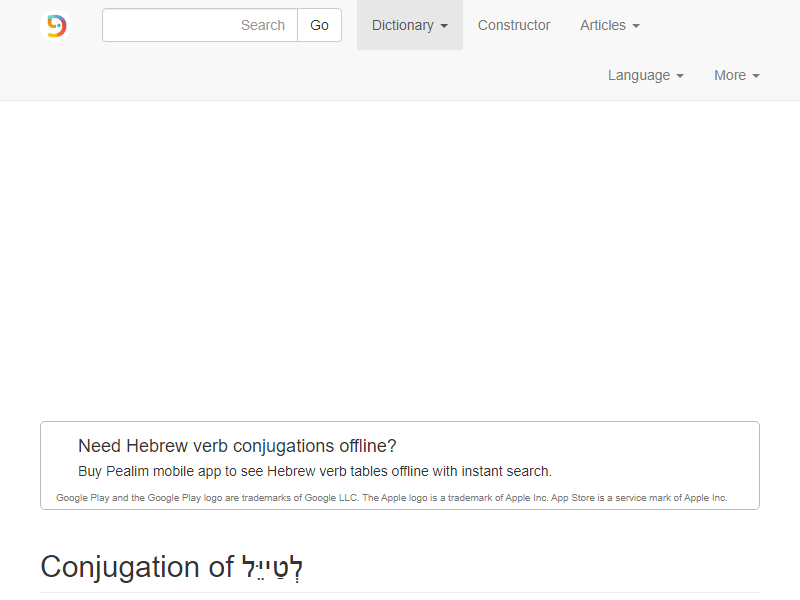 Search
Go
Dictionary
Constructor
Articles
Language
More
Need Hebrew verb conjugations offline?
Buy Pealim mobile app to see Hebrew verb tables offline with instant search.
Google Play and the Google Play logo are trademarks of Google LLC. The Apple logo is a trademark of Apple Inc. App Store is a service mark of Apple Inc.
Conjugation of לְטַיֵּיל